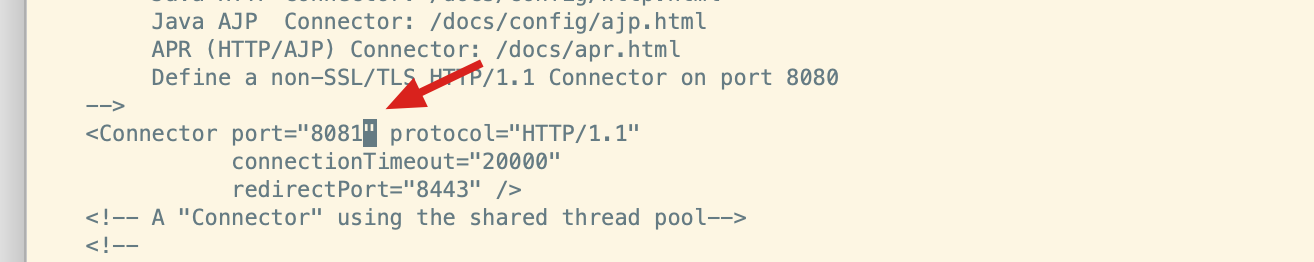 Java AJP  Connector: /docs/config/ajp.html
APR (HTTP/AJP) Connector: /docs/apr.html
Define a non-SSL/TLS HTTP/1.1 Connector on port 8080
-->
<Connector port="8081" protocol="HTTP/1.1"
connectionTimeout="20000"
redirectPort="8443" />
<!-- A "Connector" using the shared thread pool-->
<!--